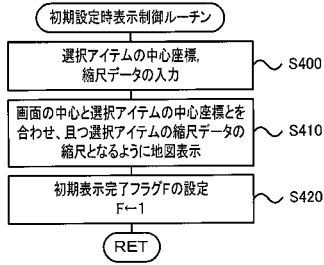 初期設定時表示制御ルーチン
選択アイテムの中心座標,
縮尺データの入力
S400
画面の中心と選択アイテムの中心座標とを
合わせ、且つ選択アイテムの縮尺データの
縮尺となるように地図表示
S410
初期表示完了フラグFの設定
F←1
S420
RET